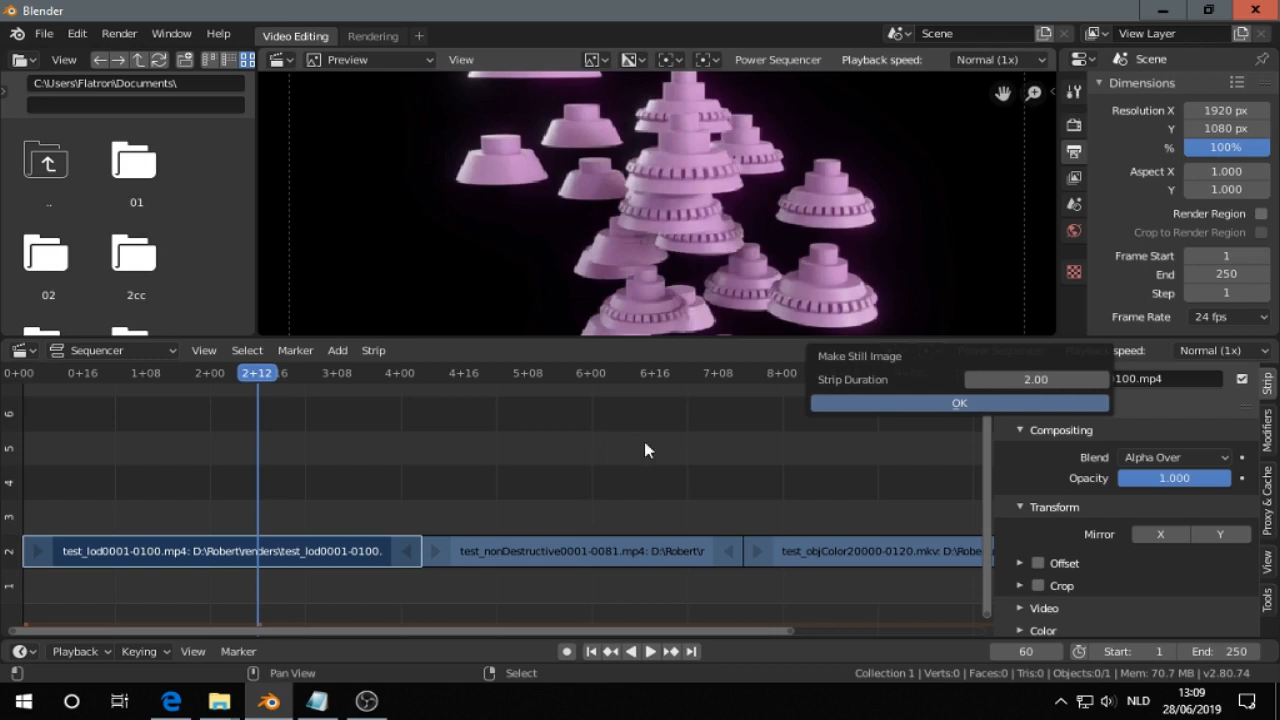 Blender
File Edit Render Window Help
Video Editing Rendering +
Scene
View Layer
View
Preview
View
Power Sequencer
Playback speed:
Normal (1x)
Scene
C:\Users\Flatron\Documents\
..
01
02
2cc
Dimensions
Resolution X 1920 px
Y 1080 px
% 100%
Aspect X 1.000
Y 1.000
Render Region
Crop to Render Region
Frame Start 1
End 250
Step 1
Frame Rate 24 fps
Sequencer View Select Marker Add Strip
speed: Normal (1x)
Make Still Image
Strip Duration 2.00
OK
0+00 0+16 1+08 2+00 2+12 6 3+08 4+00 4+16 5+08 6+00 6+16 7+08 8+00
100.mp4
6
5
4
3
2
1
test_lod0001-0100.mp4: D:\Robert\renders\test_lod0001-0100.
test_nonDestructive0001-0081.mp4: D:\Robert\r
test_objColor20000-0120.mkv: D:\Robe
Compositing
Blend Alpha Over
Opacity 1.000
Transform
Mirror X Y
Offset
Crop
Video
Color
Strip
Modifiers
Proxy & Cache
View
Tools
Playback Keying View Marker
60 Start: 1 End: 250
Pan View
Select
Collection 1 | Verts:0 | Faces:0 | Tris:0 | Objects:0/1 | Mem: 70.7 MB | v2.80.74
NLD
13:09
28/06/2019